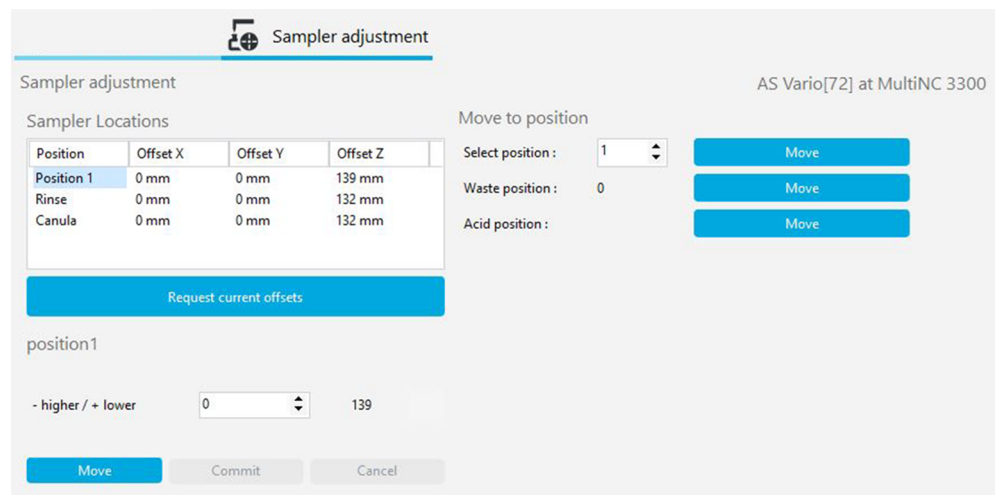 Sampler adjustment
Sampler adjustment
AS Vario[72] at MultiNC 3300
Sampler Locations
Position Offset X Offset Y Offset Z
Position 1 0 mm 0 mm 139 mm
Rinse 0 mm 0 mm 132 mm
Canula 0 mm 0 mm 132 mm
Request current offsets
position1
- higher / + lower 0 139
Move Commit Cancel
Move to position
Select position : 1 Move
Waste position : 0 Move
Acid position : Move